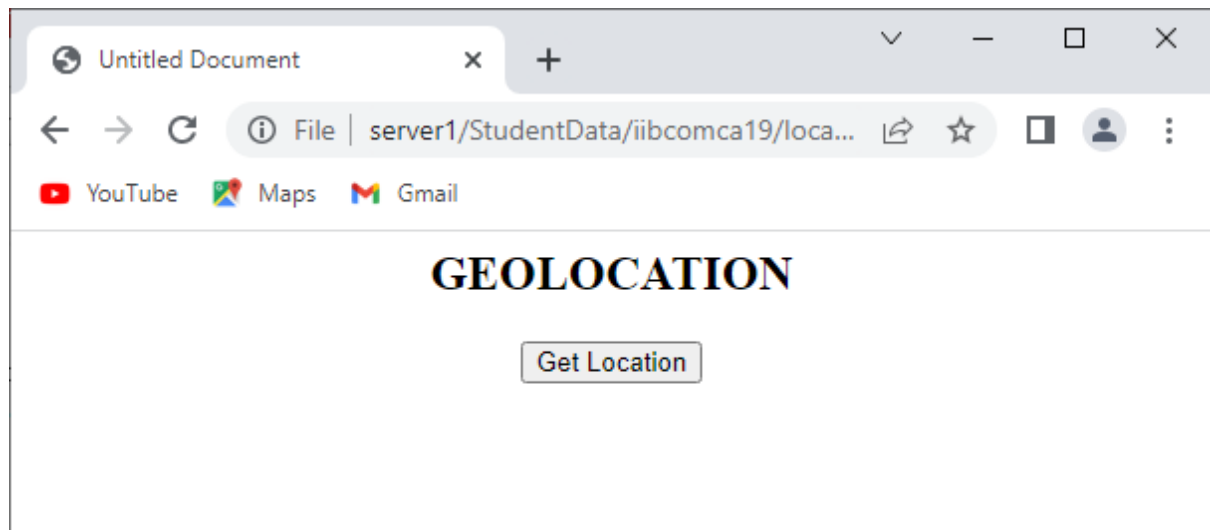 Untitled Document
File server1/StudentData/iibcomca19/loca...
YouTube Maps Gmail
GEOLOCATION
Get Location